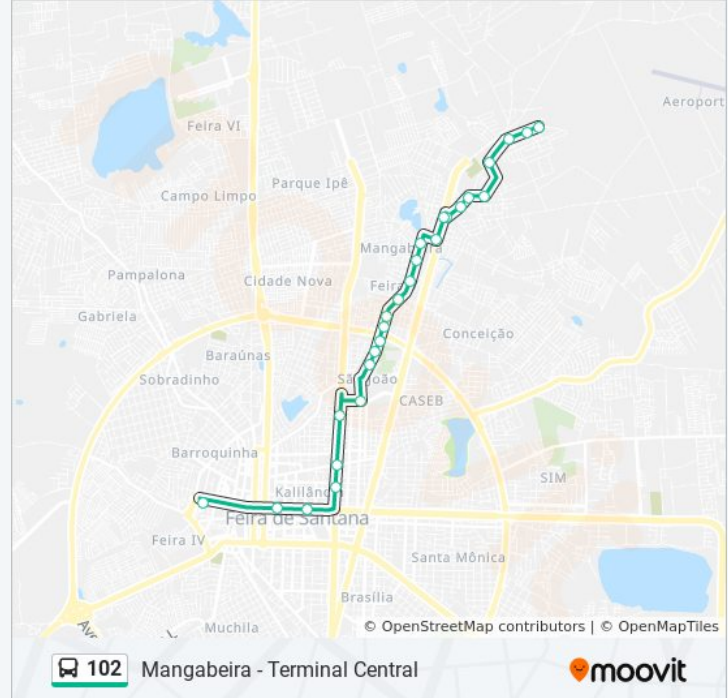 Aeroport
Feira VI
Parque Ipê
Campo Limpo
Mangabeira
Pampalona
Cidade Nova
Feira
Gabriela
Conceição
Baraúnas
Sobradinho
São João
CASEB
Barroquinha
SIM
Kalilândia
Feira de Santana
Feira IV
Santa Mônica
Brasília
Muchila
Ave
© OpenStreetMap contributors | © OpenMapTiles
102 Mangabeira - Terminal Central
moovit